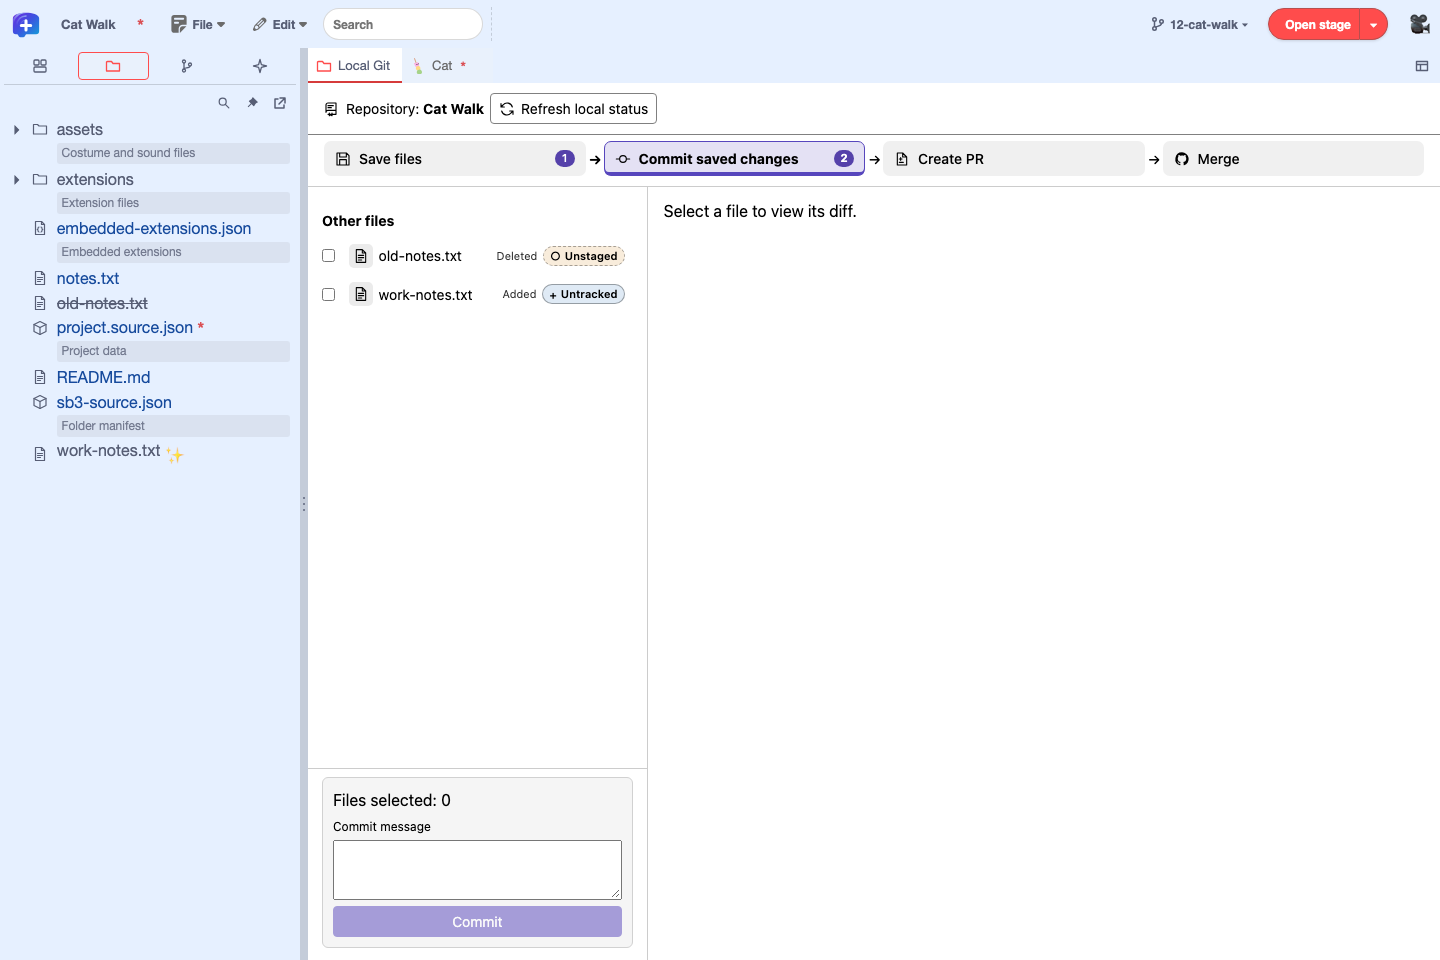 Cat Walk *
File
Edit
Search
12-cat-walk
Open stage
Local Git
Cat *
Repository: Cat Walk
Refresh local status
Save files 1
Commit saved changes 2
Create PR
Merge
assets
Costume and sound files
extensions
Extension files
embedded-extensions.json
Embedded extensions
notes.txt
old-notes.txt
project.source.json *
Project data
README.md
sb3-source.json
Folder manifest
work-notes.txt
Other files
old-notes.txt Deleted Unstaged
work-notes.txt Added + Untracked
Files selected: 0
Commit message
Commit
Select a file to view its diff.